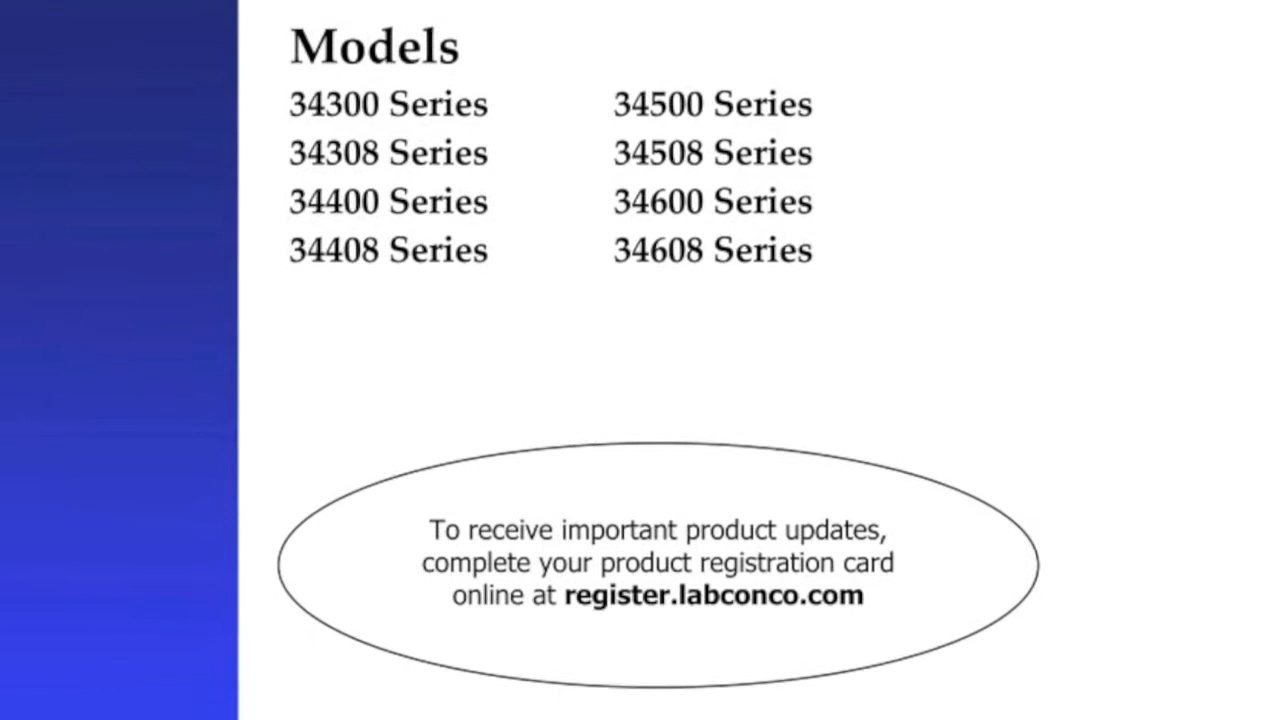 Models
34300 Series 34500 Series
34308 Series 34508 Series
34400 Series 34600 Series
34408 Series 34608 Series
To receive important product updates,
complete your product registration card
online at register.labconco.com